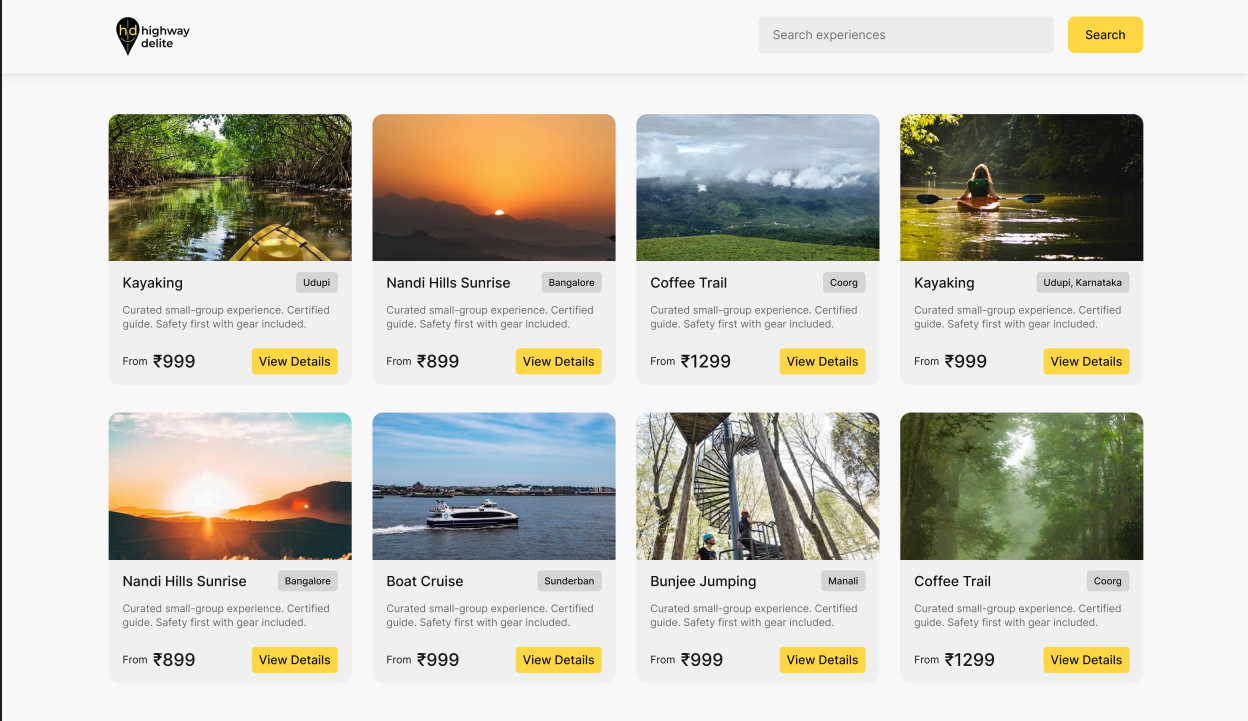 hd highway
delite
Search experiences
Search
Kayaking
Udupi
Curated small-group experience. Certified
guide. Safety first with gear included.
From ₹999
View Details
Nandi Hills Sunrise
Bangalore
Curated small-group experience. Certified
guide. Safety first with gear included.
From ₹899
View Details
Coffee Trail
Coorg
Curated small-group experience. Certified
guide. Safety first with gear included.
From ₹1299
View Details
Kayaking
Udupi, Karnataka
Curated small-group experience. Certified
guide. Safety first with gear included.
From ₹999
View Details
Nandi Hills Sunrise
Bangalore
Curated small-group experience. Certified
guide. Safety first with gear included.
From ₹899
View Details
Boat Cruise
Sunderban
Curated small-group experience. Certified
guide. Safety first with gear included.
From ₹999
View Details
Bunjee Jumping
Manali
Curated small-group experience. Certified
guide. Safety first with gear included.
From ₹999
View Details
Coffee Trail
Coorg
Curated small-group experience. Certified
guide. Safety first with gear included.
From ₹1299
View Details